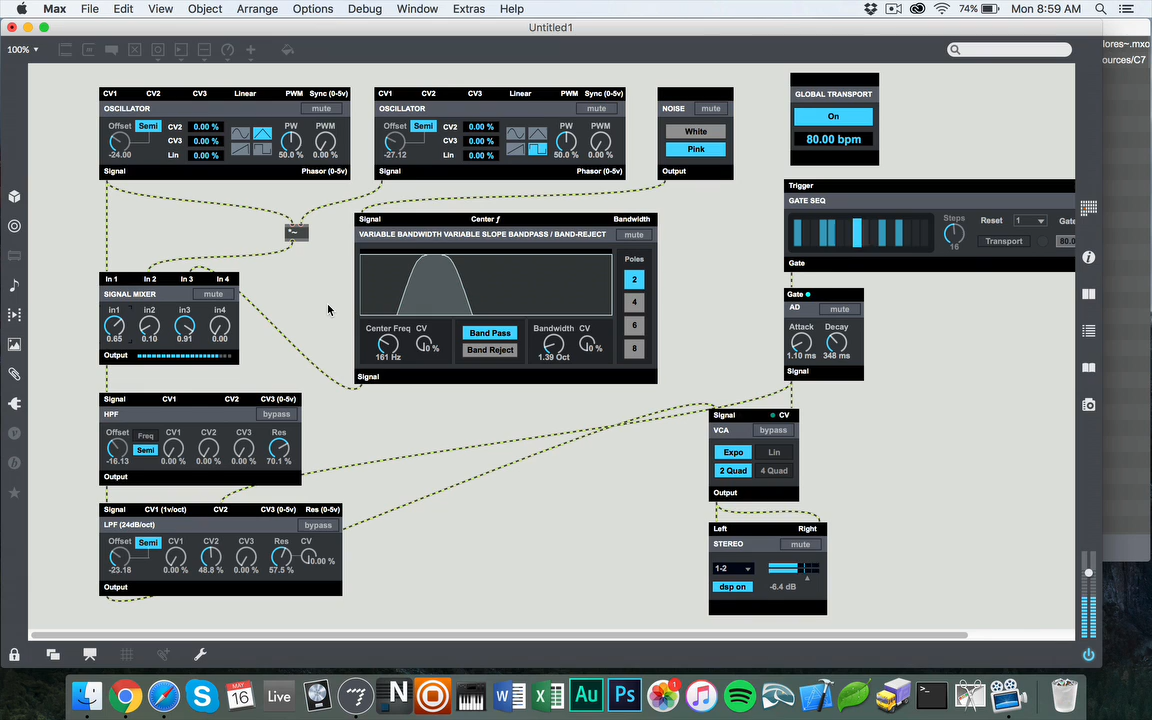 Max File Edit View Object Arrange Options Debug Window Extras Help 74% Mon 8:59 AM
Untitled1
100%
lores~.mxo
ources/C7
CV1 CV2 CV3 Linear PWM Sync (0-5v)
OSCILLATOR mute
Offset Semi CV2 0.00 % PW PWM
CV3 0.00 %
-24.00 Lin 0.00 % 50.0 % 0.00 %
Signal Phasor (0-5v)
CV1 CV2 CV3 Linear PWM Sync (0-5v)
OSCILLATOR mute
Offset Semi CV2 0.00 % PW PWM
CV3 0.00 %
-27.12 Lin 0.00 % 50.0 % 0.00 %
Signal Phasor (0-5v)
NOISE mute
White
Pink
Output
GLOBAL TRANSPORT
On
80.00 bpm
Trigger
GATE SEQ
Steps Reset 1 Gate
16 Transport 80.0
Gate
*~
Signal Center ƒ Bandwidth
VARIABLE BANDWIDTH VARIABLE SLOPE BANDPASS / BAND-REJECT mute
Poles
2
4
6
8
Center Freq CV Band Pass Bandwidth CV
161 Hz 0% Band Reject 1.39 Oct 0%
Signal
In 1 In 2 In 3 In 4
SIGNAL MIXER mute
in1 in2 in3 in4
0.65 0.10 0.91 0.00
Output
Gate
AD mute
Attack Decay
1.10 ms 348 ms
Signal
Signal CV1 CV2 CV3 (0-5v)
HPF bypass
Offset Freq CV1 CV2 CV3 Res
Semi
-16.13 0.00 % 0.00 % 0.00 % 70.1 %
Output
Signal CV
VCA bypass
Expo Lin
2 Quad 4 Quad
Output
Signal CV1 (1v/oct) CV2 CV3 (0-5v) Res (0-5v)
LPF (24dB/oct) bypass
Offset Semi CV1 CV2 CV3 Res CV
-23.18 0.00 % 48.8 % 0.00 % 57.5 % 0.00 %
Output
Left Right
STEREO mute
1-2
dsp on -6.4 dB
MAY 16 Live N W X Au Ps 1